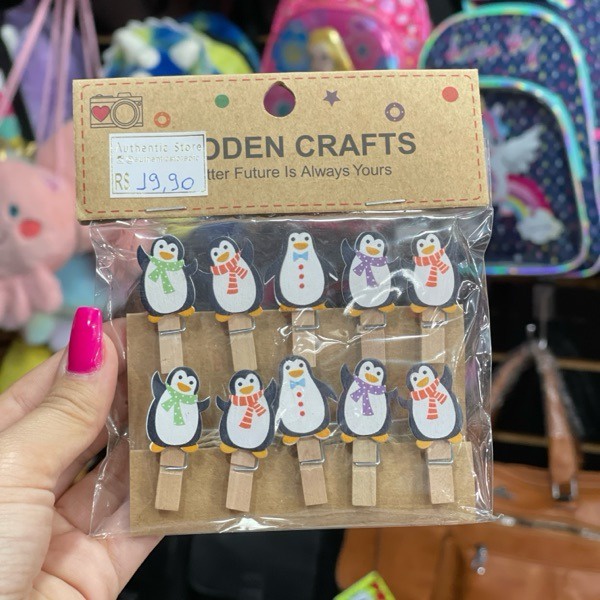 Authentic Store
R$ 19,90
ODEN CRAFTS
tter Future Is Always Yours